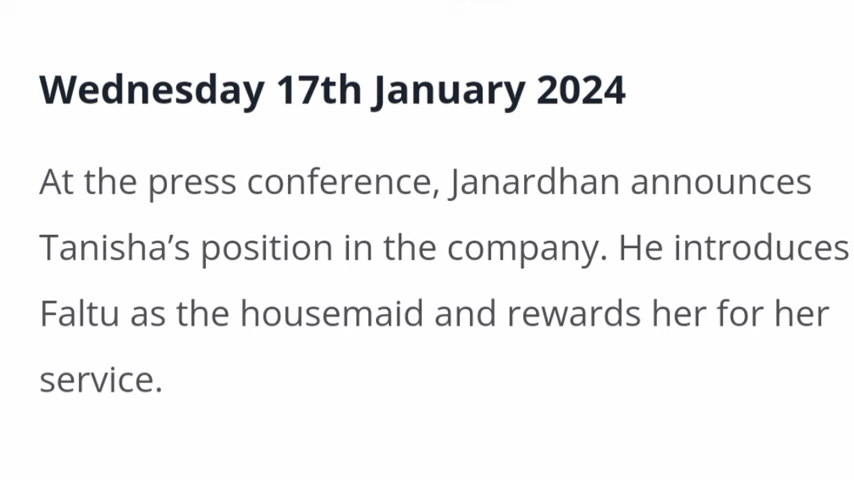 Wednesday 17th January 2024
At the press conference, Janardhan announces
Tanisha’s position in the company. He introduces
Faltu as the housemaid and rewards her for her
service.